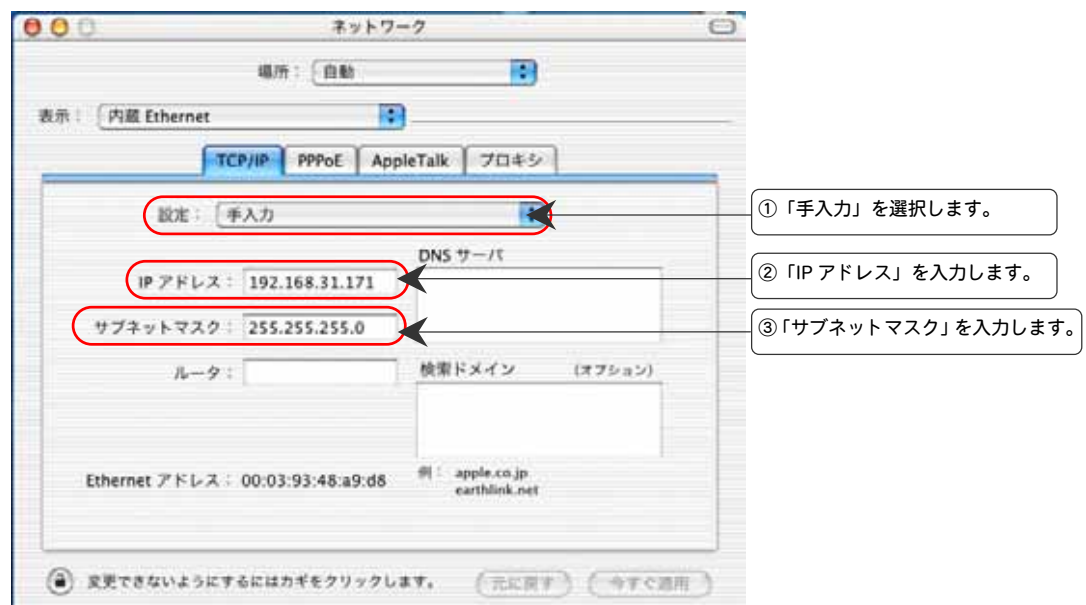 ネットワーク
場所： 自動
表示： 内蔵 Ethernet
TCP/IP PPPoE AppleTalk プロキシ
設定： 手入力
①「手入力」を選択します。
DNS サーバ
IP アドレス： 192.168.31.171
②「IP アドレス」を入力します。
サブネットマスク： 255.255.255.0
③「サブネットマスク」を入力します。
ルータ：
検索ドメイン （オプション）
Ethernet アドレス： 00:03:93:48:a9:d8
例： apple.co.jp
earthlink.net
変更できないようにするにはカギをクリックします。
元に戻す 今すぐ適用